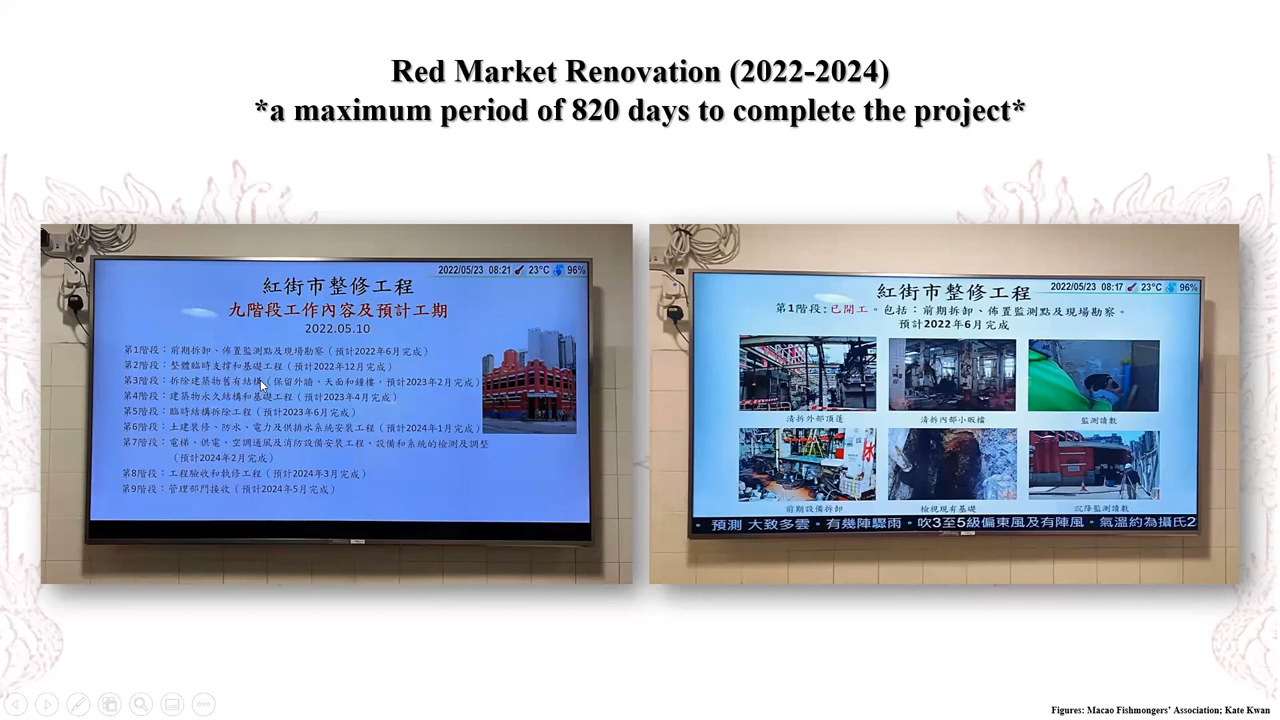 Red Market Renovation (2022-2024)
*a maximum period of 820 days to complete the project*
2022/05/23 08:21 23°C 96%
紅街市整修工程
九階段工作內容及預計工期
2022.05.10
第1階段：前期拆卸、佈置監測點及現場勘察（預計2022年6月完成）
第2階段：整體臨時支撐和基礎工程（預計2022年12月完成）
第3階段：拆除建築物舊有結構（保留外牆、天面和鐘樓，預計2023年2月完成）
第4階段：建築物永久結構和基礎工程（預計2023年4月完成）
第5階段：臨時結構拆除工程（預計2023年6月完成）
第6階段：土建裝修、防水、電力及供排水系統安裝工程（預計2024年1月完成）
第7階段：電梯、供電、空調通風及消防設備安裝工程、設備和系統的檢測及調整
（預計2024年2月完成）
第8階段：工程驗收和執修工程（預計2024年3月完成）
第9階段：管理部門接收（預計2024年5月完成）
2022/05/23 08:17 23°C 96%
紅街市整修工程
第1階段：已開工。包括：前期拆卸、佈置監測點及現場勘察。
預計2022年6月完成
清拆外部頂蓬
清拆內部小販檔
監測讀數
前期設備拆卸
檢視現有基礎
沉降監測讀數
。 預測 大致多雲。有幾陣驟雨。吹3至5級偏東風及有陣風。氣溫約為攝氏2
Figures: Macao Fishmongers’ Association; Kate Kwan